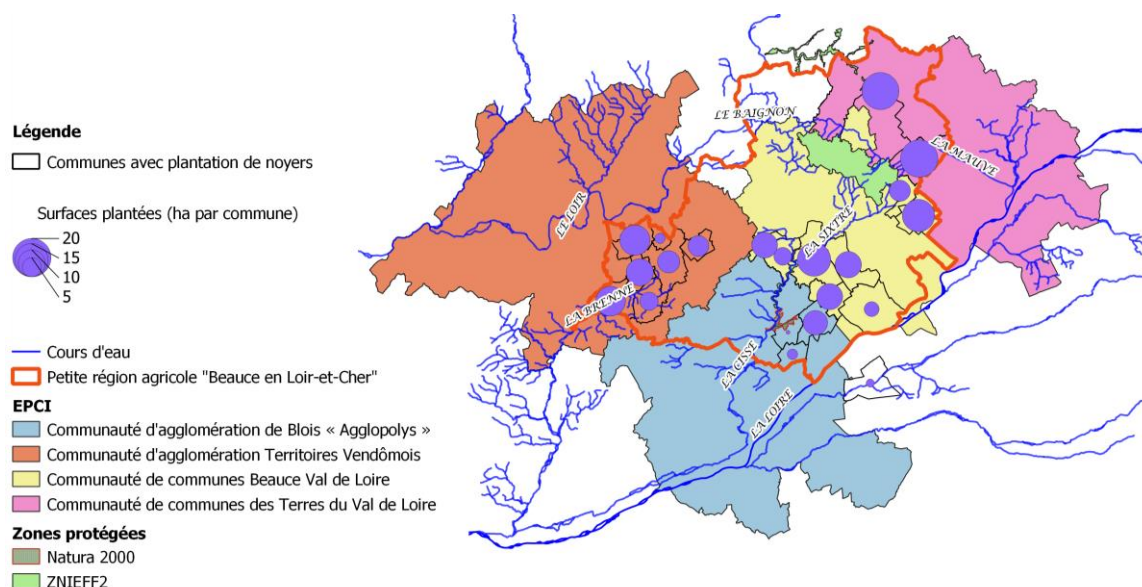 Légende
Communes avec plantation de noyers
Surfaces plantées (ha par commune)
20
15
10
5
Cours d'eau
Petite région agricole "Beauce en Loir-et-Cher"
EPCI
Communauté d'agglomération de Blois « Agglopolys »
Communauté d'agglomération Territoires Vendômois
Communauté de communes Beauce Val de Loire
Communauté de communes des Terres du Val de Loire
Zones protégées
Natura 2000
ZNIEFF2
LE BAIGNON
LA MAUVE
LE LOIR
LA SIXTRE
LA BRENNE
LA CISSE
LA LOIRE